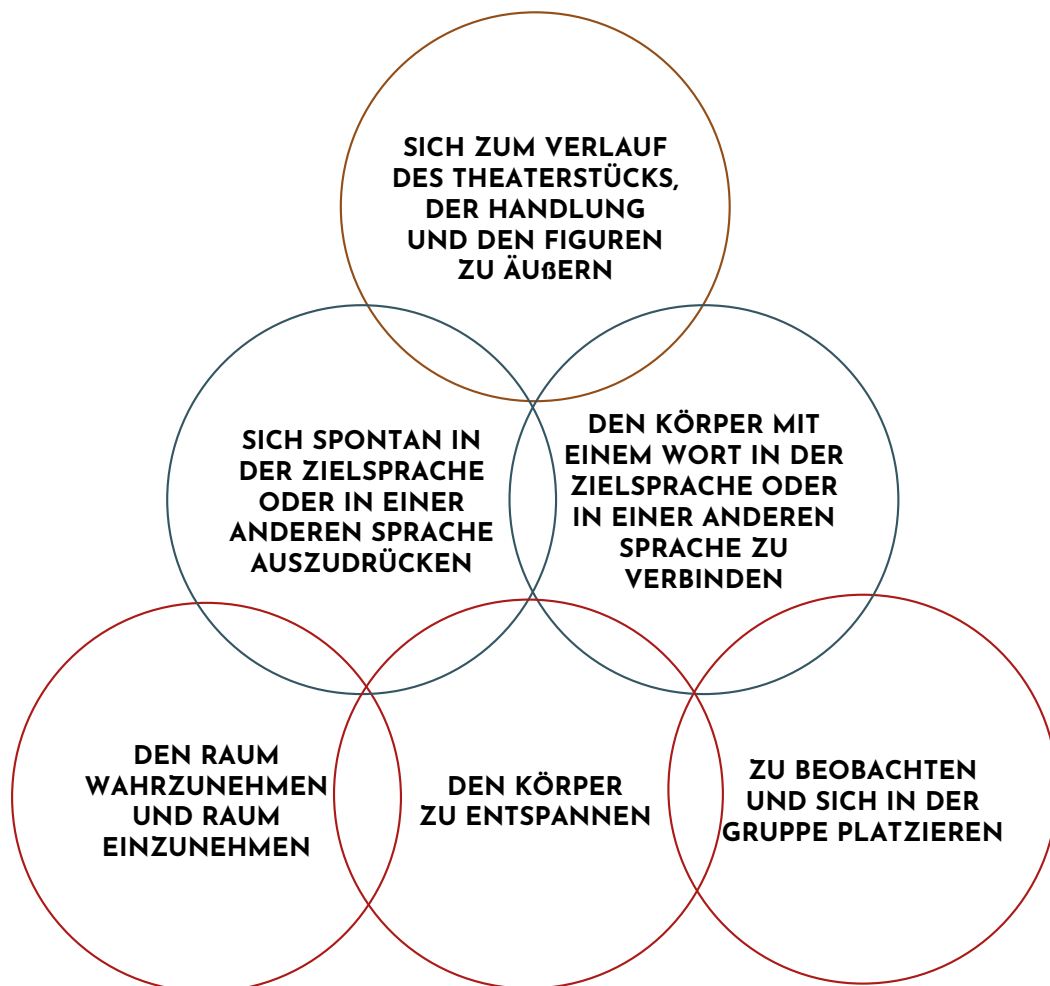 SICH ZUM VERLAUF
DES THEATERSTÜCKS,
DER HANDLUNG
UND DEN FIGUREN
ZU ÄUßERN
SICH SPONTAN IN
DER ZIELSPRACHE
ODER IN EINER
ANDEREN SPRACHE
AUSZUDRÜCKEN
DEN KÖRPER MIT
EINEM WORT IN DER
ZIELSPRACHE ODER
IN EINER ANDEREN
SPRACHE ZU
VERBINDEN
DEN RAUM
WAHRZUNEHMEN
UND RAUM
EINZUNEHMEN
DEN KÖRPER
ZU ENTSPANNEN
ZU BEOBACHTEN
UND SICH IN DER
GRUPPE PLATZIEREN